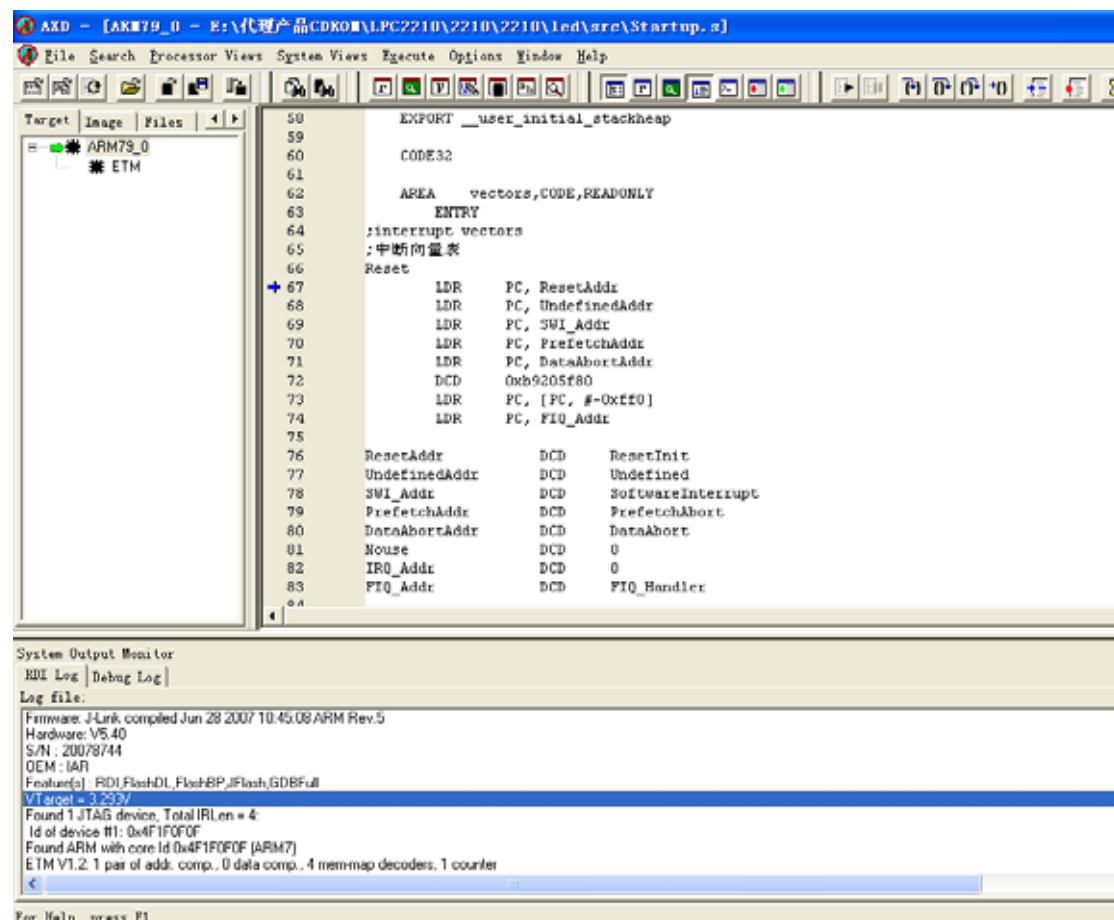 AXD - [ARM79_0 - E:\代理产品CDROM\LPC2210\2210\2210\led\src\Startup.s]
File Search Processor Views System Views Execute Options Window Help
Target Image Files
ARM79_0
ETM
58 EXPORT __user_initial_stackheap
59
60 CODE32
61
62 AREA vectors,CODE,READONLY
63 ENTRY
64 ;interrupt vectors
65 ;中断向量表
66 Reset
67 LDR PC, ResetAddr
68 LDR PC, UndefinedAddr
69 LDR PC, SWI_Addr
70 LDR PC, PrefetchAddr
71 LDR PC, DataAbortAddr
72 DCD 0xb9205f80
73 LDR PC, [PC, #-0xff0]
74 LDR PC, FIQ_Addr
75
76 ResetAddr DCD ResetInit
77 UndefinedAddr DCD Undefined
78 SWI_Addr DCD SoftwareInterrupt
79 PrefetchAddr DCD PrefetchAbort
80 DataAbortAddr DCD DataAbort
81 Nouse DCD 0
82 IRQ_Addr DCD 0
83 FIQ_Addr DCD FIQ_Handler
84
System Output Monitor
RDI Log Debug Log
Log file:
Firmware: J-Link compiled Jun 28 2007 10:45:08 ARM Rev.5
Hardware: V5.40
S/N : 20078744
OEM : IAR
Feature(s) : RDI,FlashDL,FlashBP,JFlash,GDBFull
VTarget = 3.293V
Found 1 JTAG device, Total IRLen = 4:
Id of device #1: 0x4F1F0F0F
Found ARM with core Id 0x4F1F0F0F (ARM7)
ETM V1.2: 1 pair of addr. comp., 0 data comp., 4 mem-map decoders, 1 counter
For Help, press F1